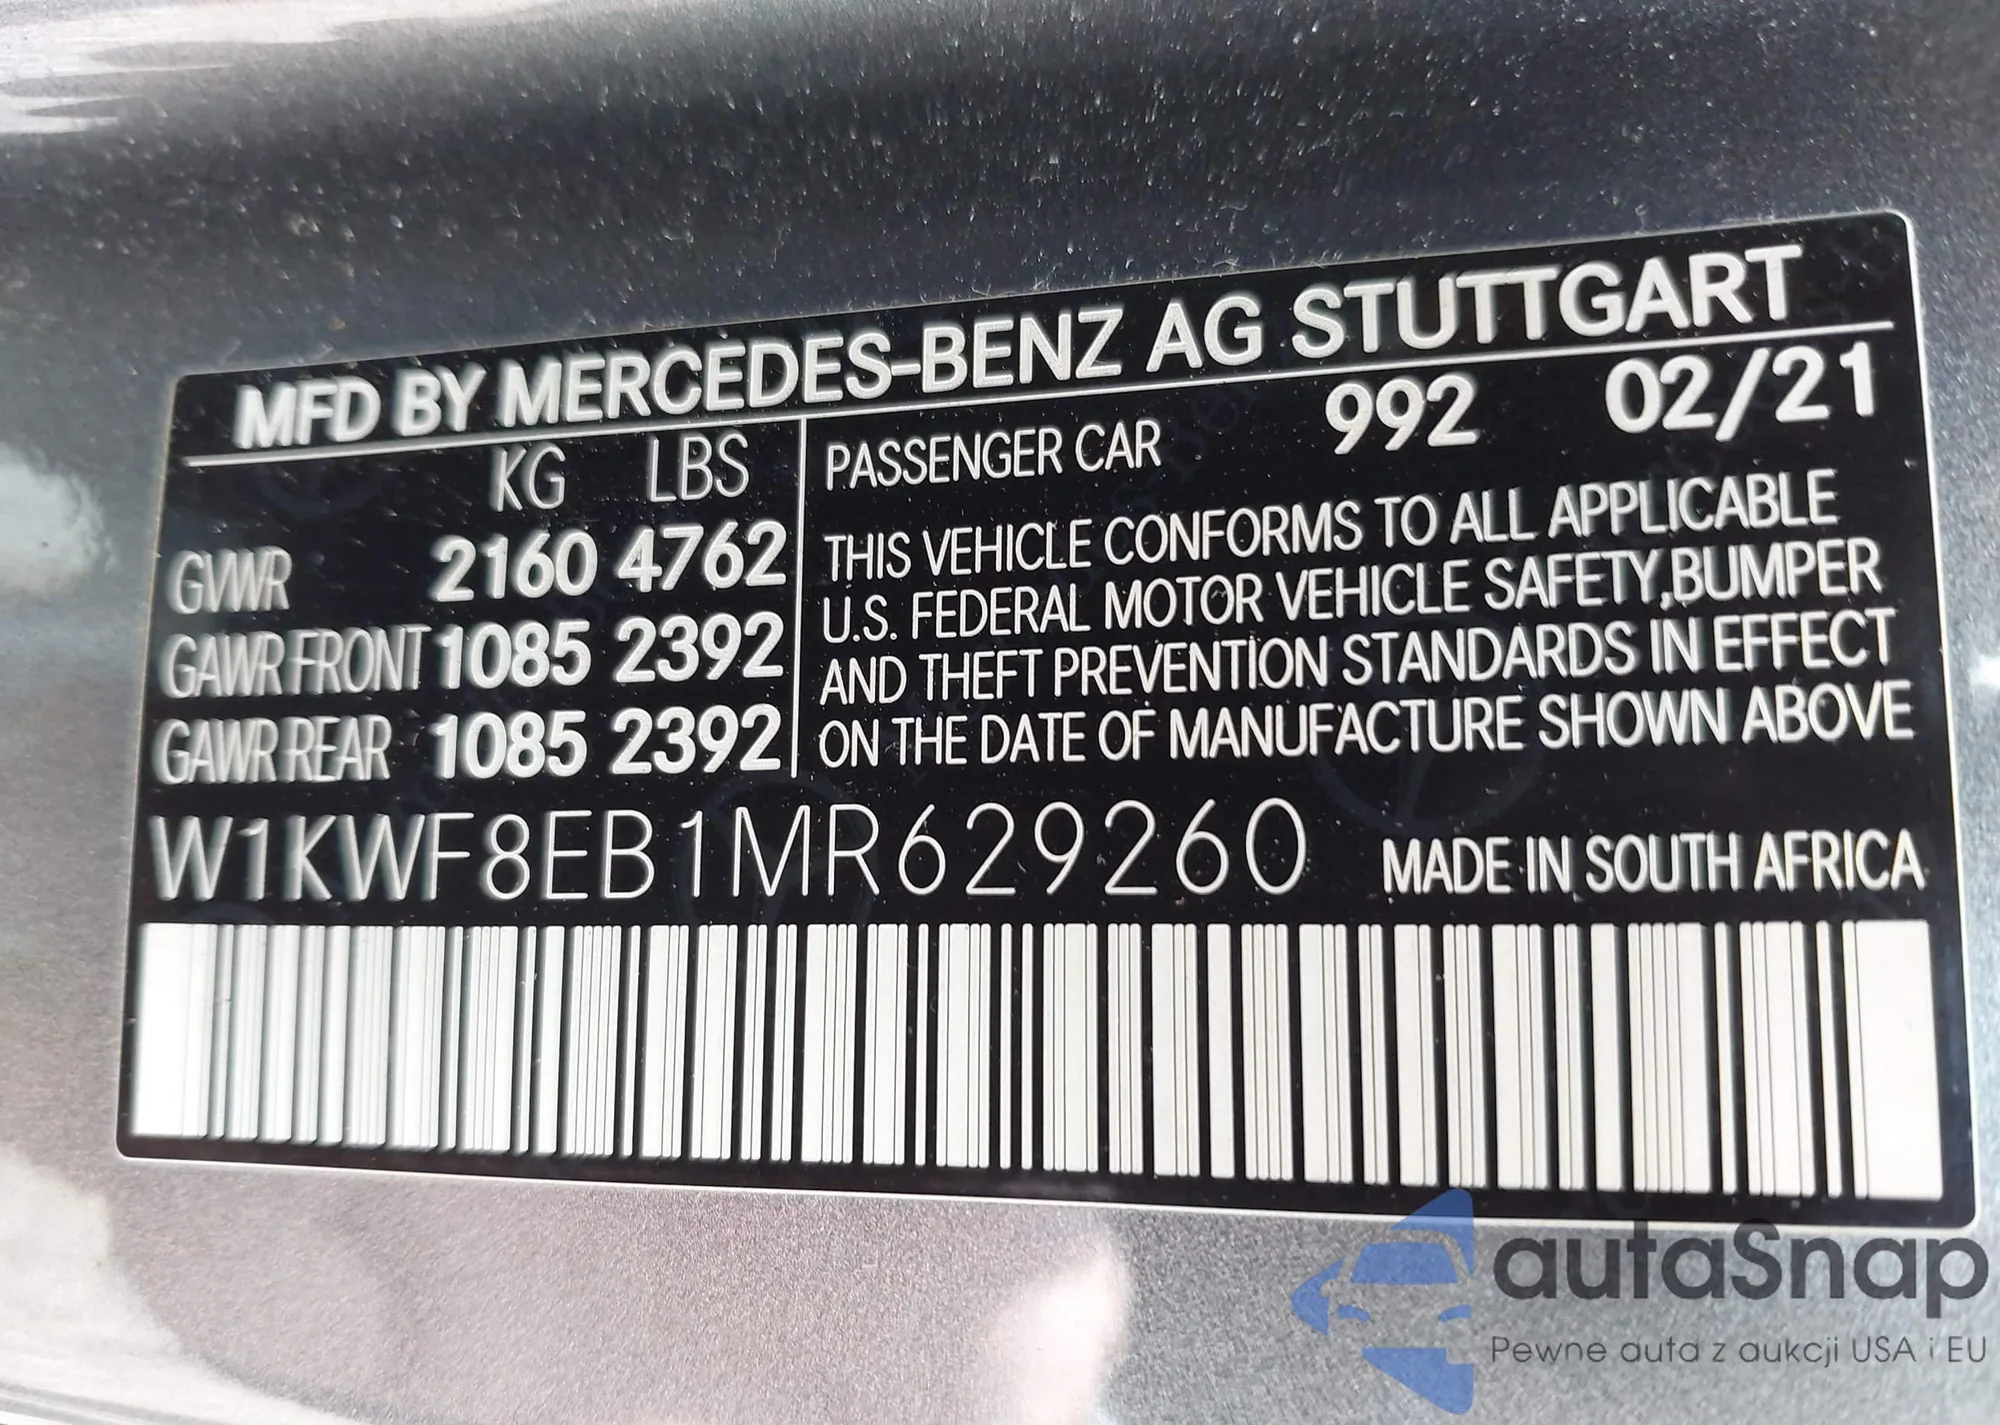 MFD BY MERCEDES-BENZ AG STUTTGART
KG LBS
GVWR 2160 4762
GAWR FRONT 1085 2392
GAWR REAR 1085 2392
PASSENGER CAR 992 02/21
THIS VEHICLE CONFORMS TO ALL APPLICABLE
U.S. FEDERAL MOTOR VEHICLE SAFETY,BUMPER
AND THEFT PREVENTION STANDARDS IN EFFECT
ON THE DATE OF MANUFACTURE SHOWN ABOVE
W1KWF8EB1MR629260 MADE IN SOUTH AFRICA
autaSnap
Pewne auta z aukcji USA i EU